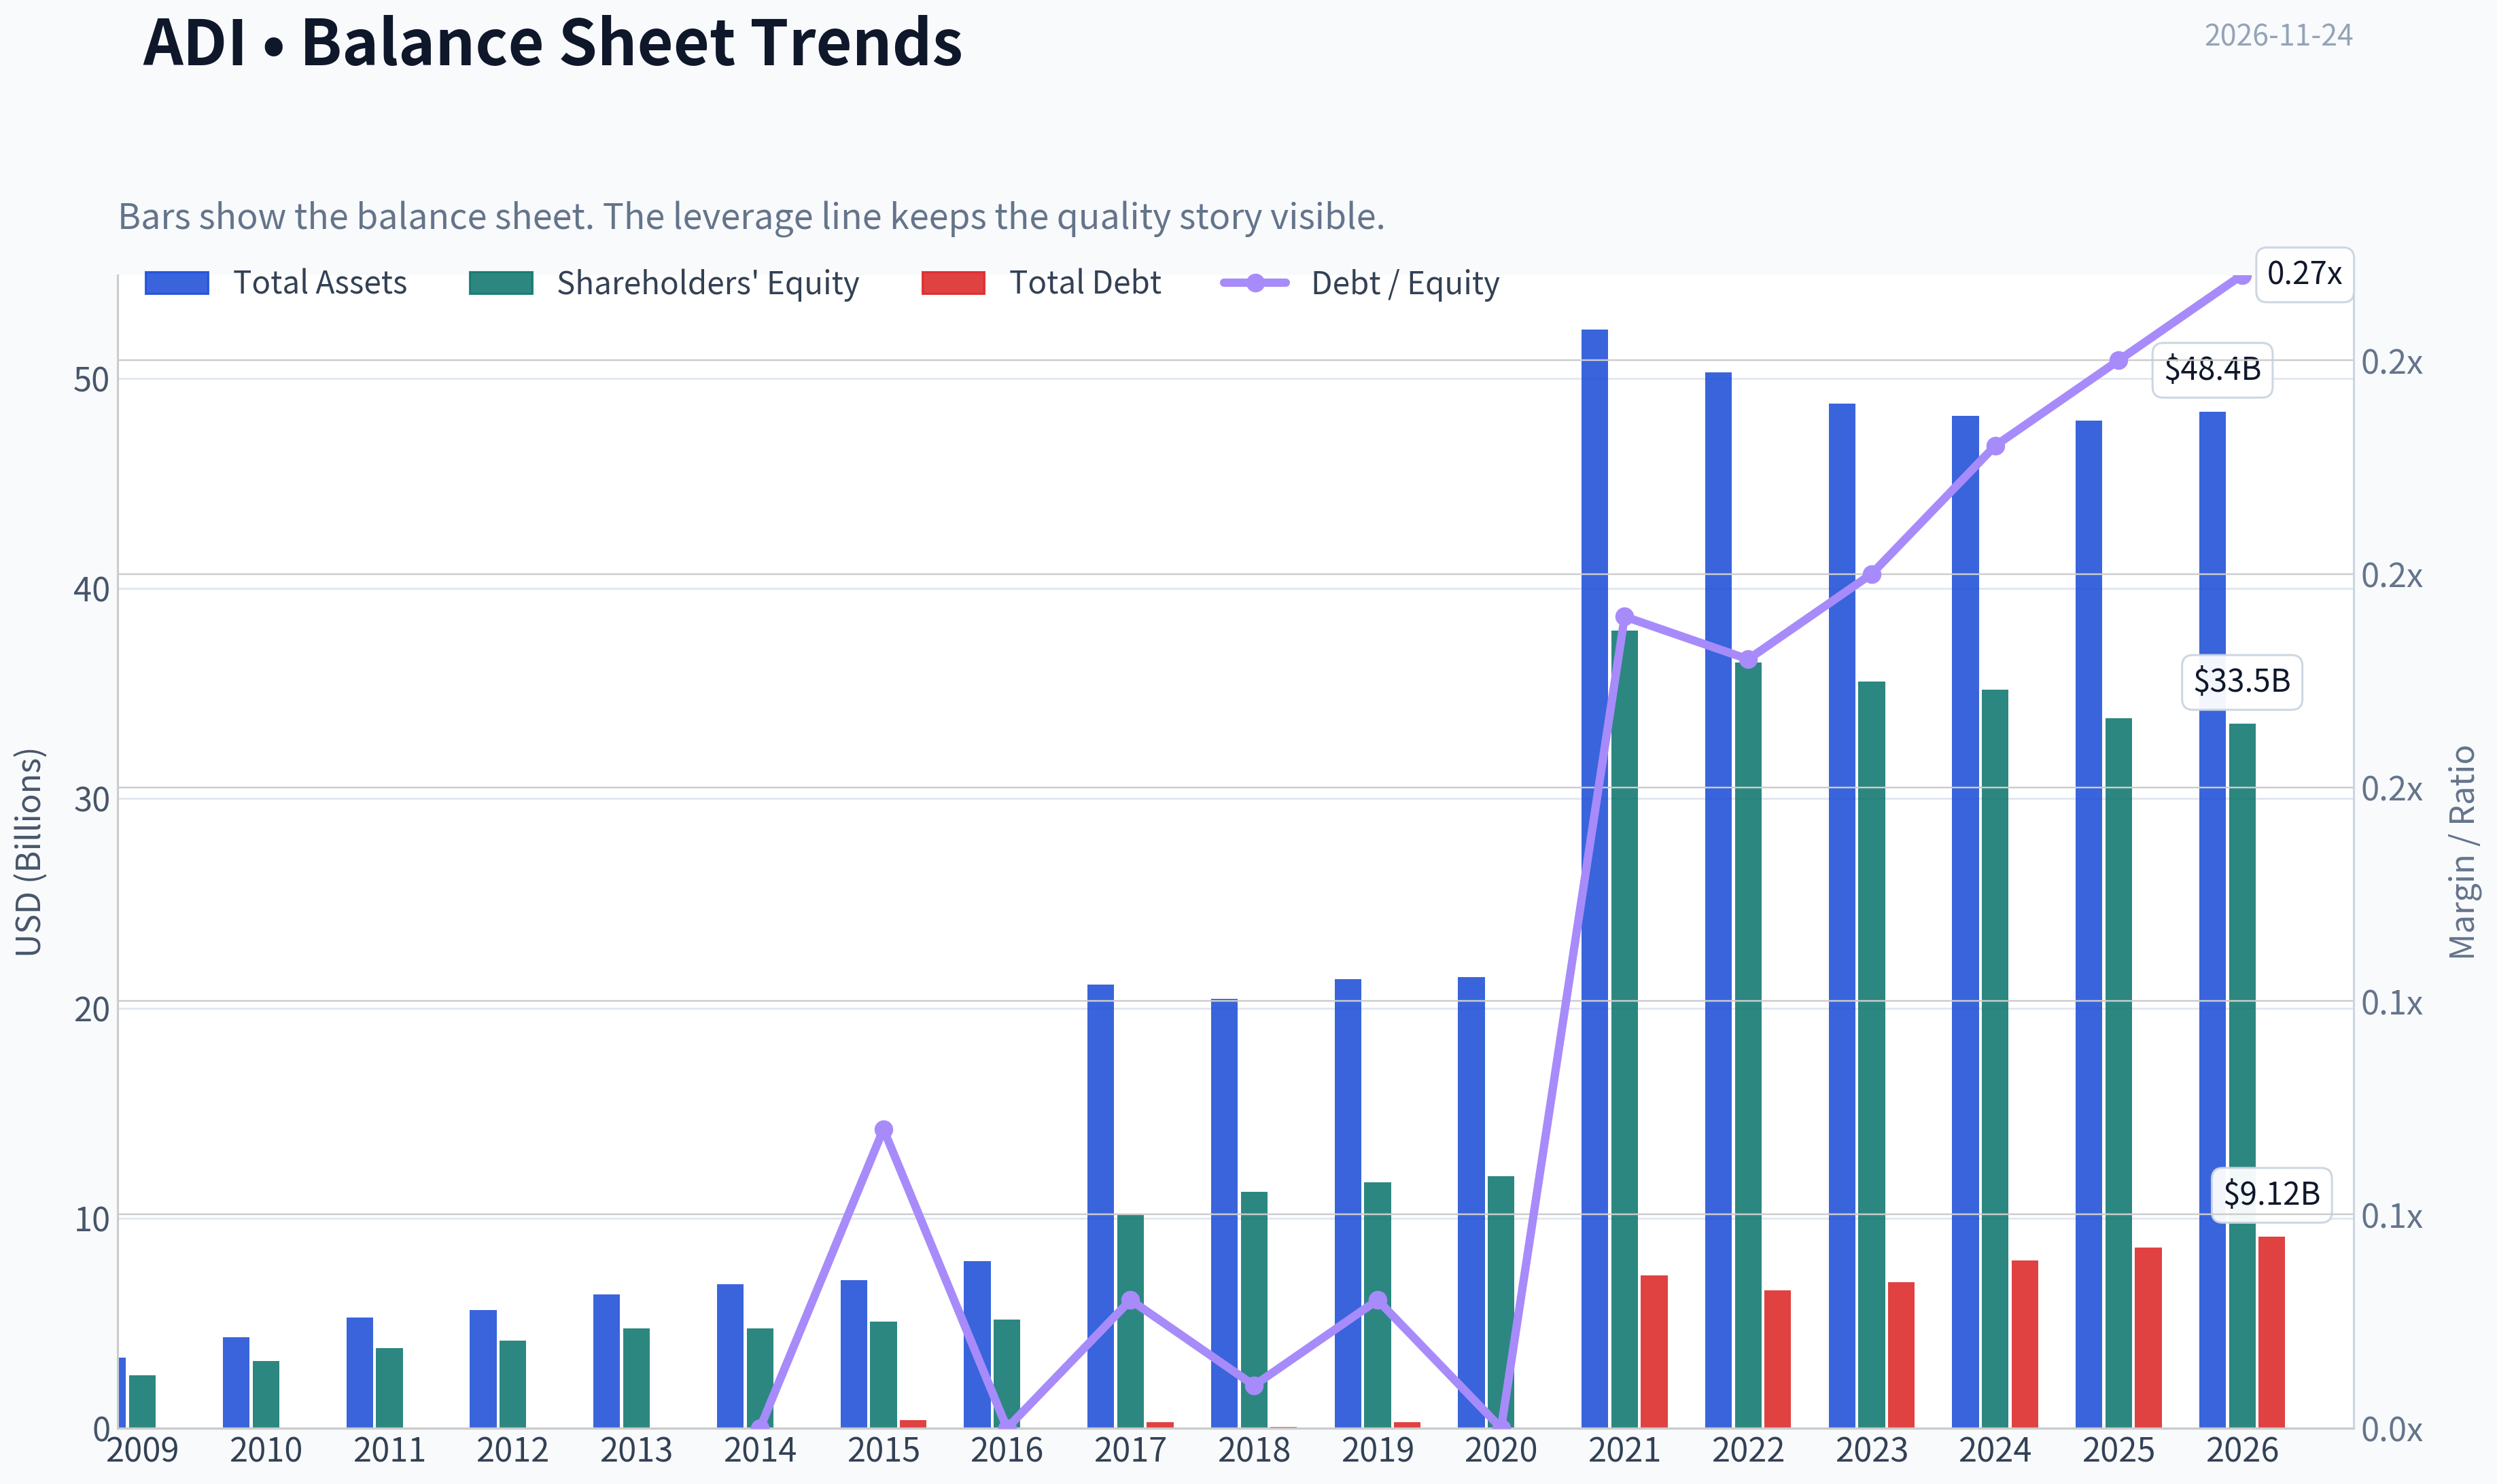 ADI • Balance Sheet Trends
2026-11-24
Bars show the balance sheet. The leverage line keeps the quality story visible.
Total Assets
Shareholders' Equity
Total Debt
Debt / Equity
0.27x
$48.4B
$33.5B
$9.12B
USD (Billions)
50
40
30
20
10
0
0.2x
0.2x
0.2x
0.1x
0.1x
0.0x
Margin / Ratio
2009 2010 2011 2012 2013 2014 2015 2016 2017 2018 2019 2020 2021 2022 2023 2024 2025 2026